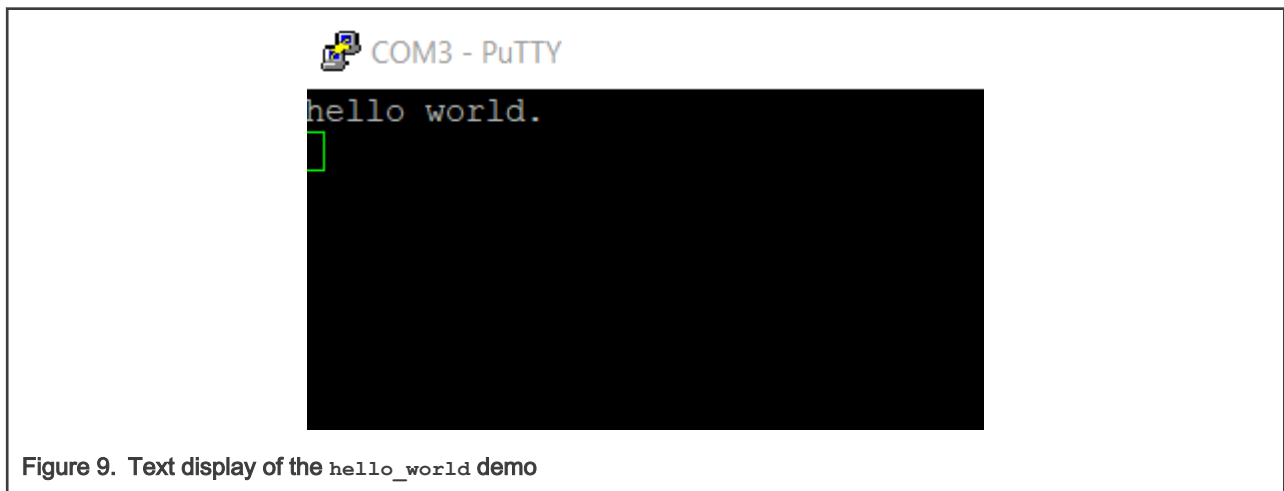 COM3 - PuTTY
hello world.
Figure 9. Text display of the hello_world demo